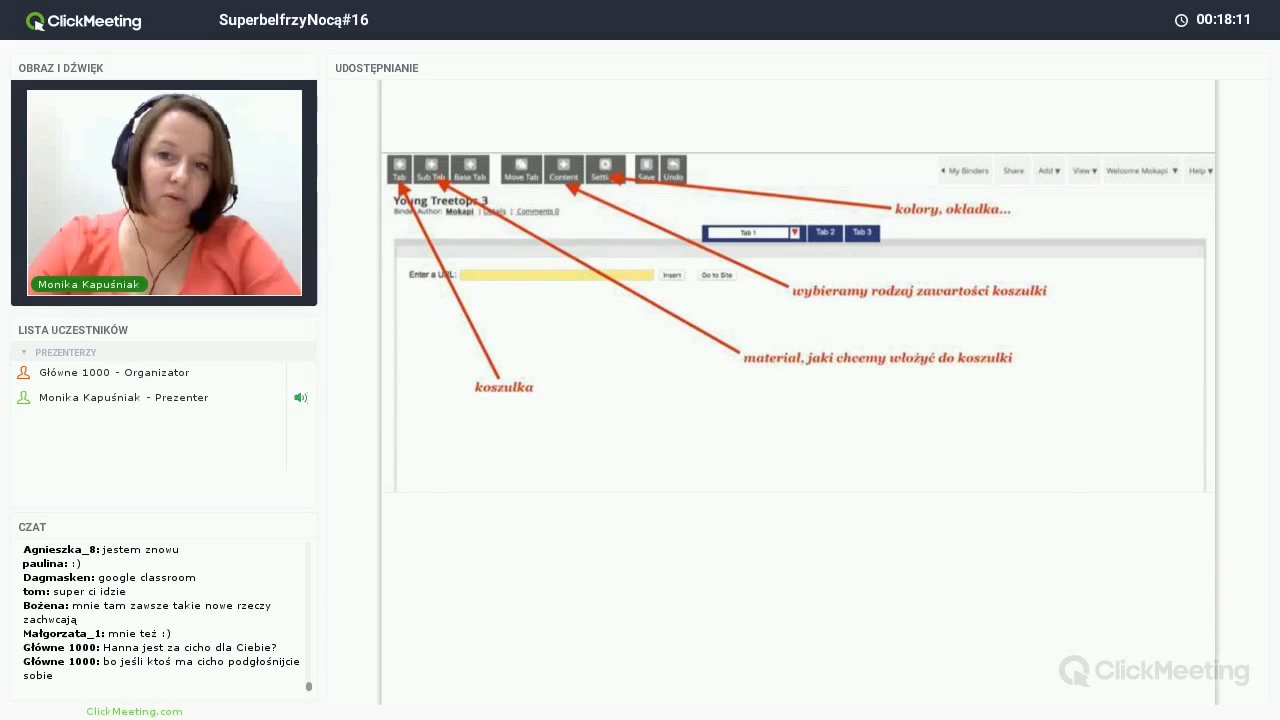 ClickMeeting
SuperbelfrzyNocą#16
00:18:11
OBRAZ I DŹWIĘK
Monika Kapuśniak
LISTA UCZESTNIKÓW
PREZENTERZY
Główne 1000 - Organizator
Monika Kapuśniak - Prezenter
CZAT
Agnieszka_8: jestem znowu
paulina: :)
Dagmasken: google classroom
tom: super ci idzie
Bożena: mnie tam zawsze takie nowe rzeczy
zachwcają
Małgorzata_1: mnie też :)
Główne 1000: Hanna jest za cicho dla Ciebie?
Główne 1000: bo jeśli ktoś ma cicho podgłośnijcie
sobie
ClickMeeting.com
UDOSTĘPNIANIE
Tab Sub Tab Base Tab Move Tab Content Save Undo My Binders Share Add View Welcome Mokapi Help
Young Treetops 3
Binder Author: Mokapi | Details | Comments 0
kolory, okładka...
Tab 1 Tab 2 Tab 3
Enter a URL: Insert Go to Site
wybieramy rodzaj zawartości koszulki
materiał, jaki chcemy włożyć do koszulki
koszulka
ClickMeeting